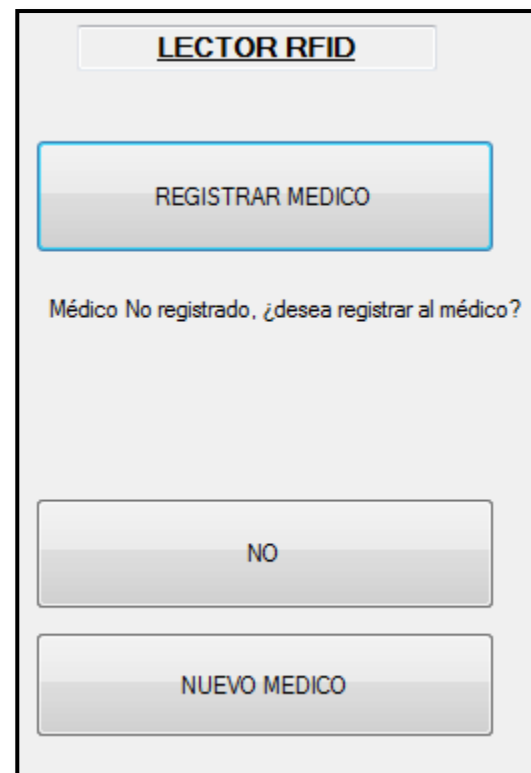 LECTOR RFID
REGISTRAR MEDICO
Médico No registrado, ¿desea registrar al médico?
NO
NUEVO MEDICO